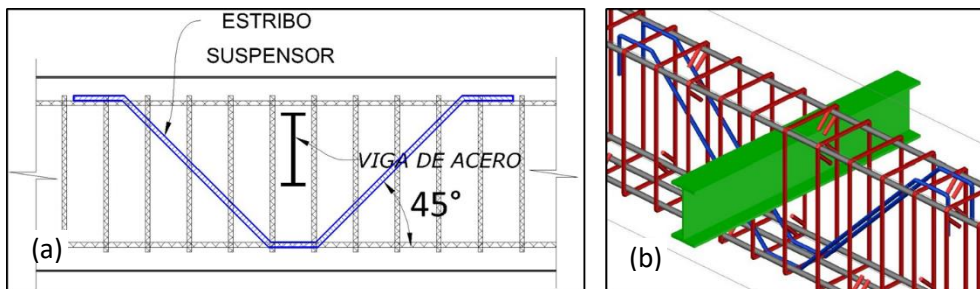 ESTRIBO
SUSPENSOR
VIGA DE ACERO
45°
(a)
(b)